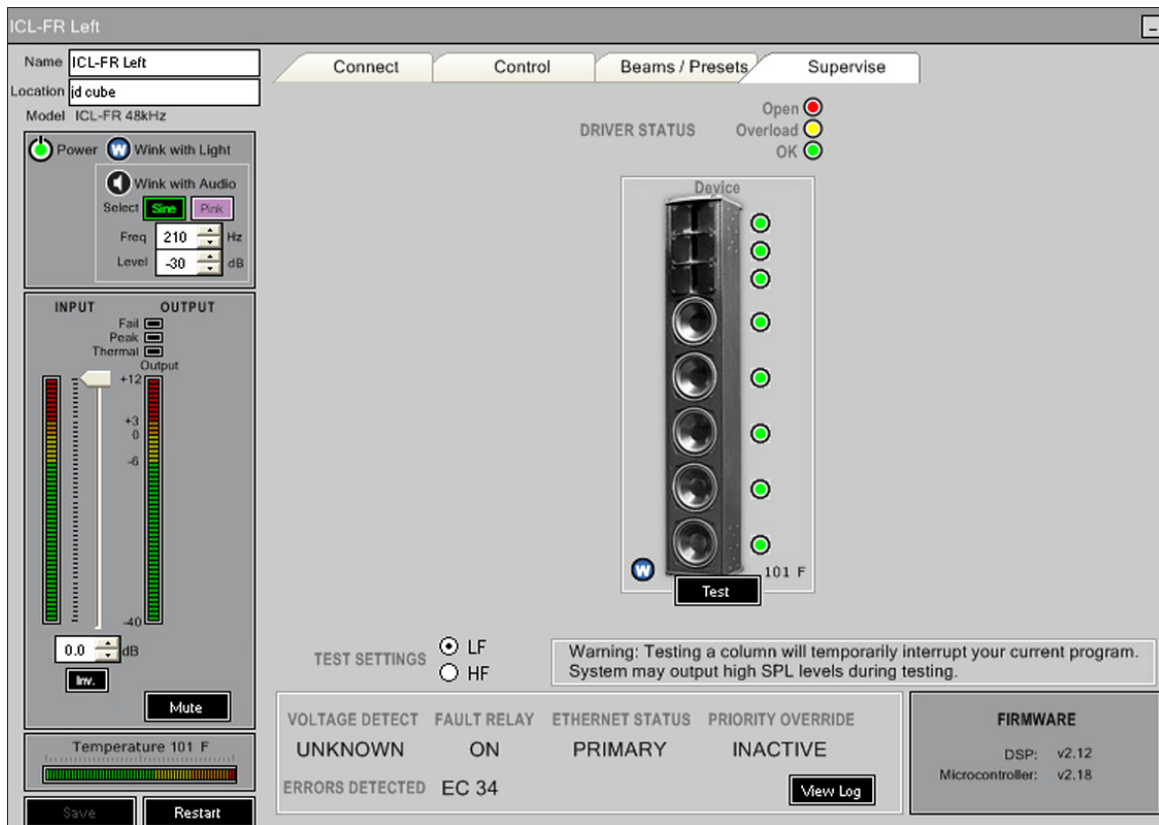 ICL-FR Left
Name ICL-FR Left
Location jd cube
Model ICL-FR 48kHz
Power W Wink with Light
Wink with Audio
Select Sine Pink
Freq 210 Hz
Level -30 dB
INPUT OUTPUT
Fail
Peak
Thermal
Output
+12
+3
0
-6
-40
0.0 dB
Inv.
Mute
Temperature 101 F
Save Restart
Connect Control Beams / Presets Supervise
DRIVER STATUS
Open
Overload
OK
Device
W 101 F
Test
TEST SETTINGS
LF
HF
Warning: Testing a column will temporarily interrupt your current program.
System may output high SPL levels during testing.
VOLTAGE DETECT FAULT RELAY ETHERNET STATUS PRIORITY OVERRIDE
UNKNOWN ON PRIMARY INACTIVE
ERRORS DETECTED EC 34 View Log
FIRMWARE
DSP: v2.12
Microcontroller: v2.18